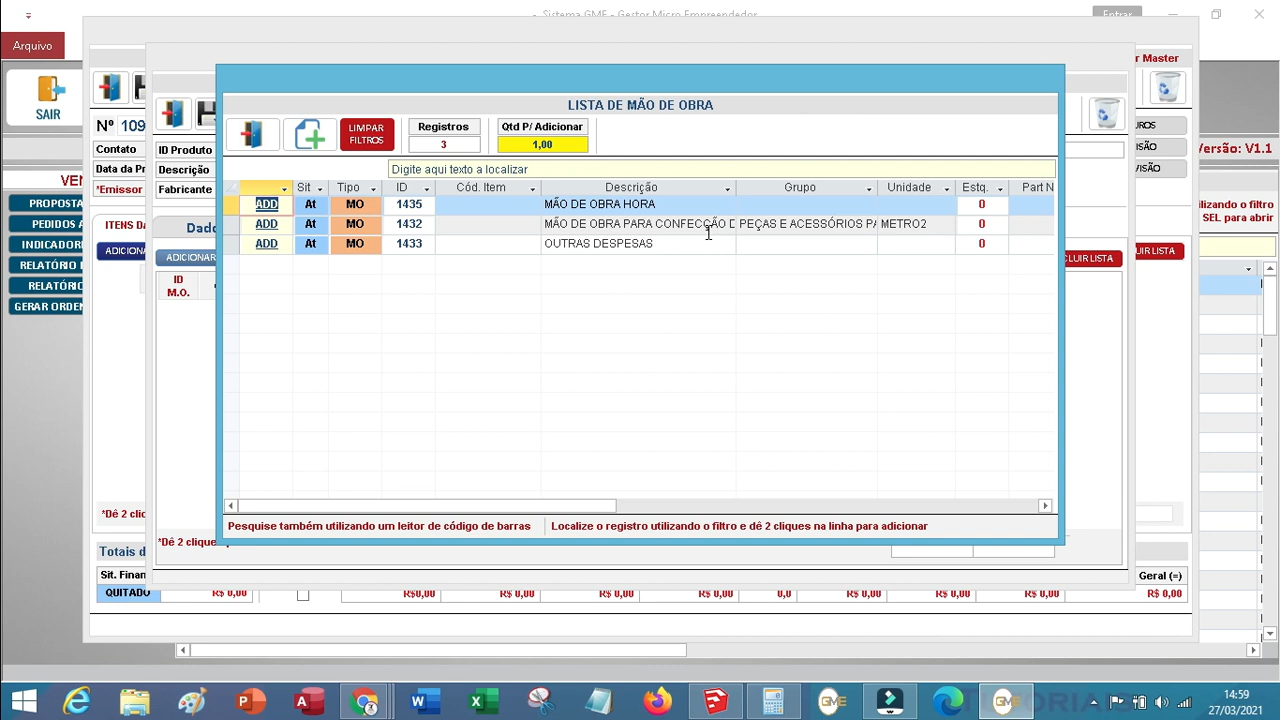 - Sistema GME - Gestor Micro Empreendedor
Entrar
Arquivo
SAIR
r Master
Versão: V1.1
Nº 109
Contato
*Emissor
ID Produto
Descrição
Fabricante
LISTA DE MÃO DE OBRA
LIMPAR FILTROS
Registros
3
Qtd P/ Adicionar
1,00
Digite aqui texto a localizar
Sit Tipo ID Cód. Item Descrição Grupo Unidade Estq. Part N
ADD At MO 1435 MÃO DE OBRA HORA 0
ADD At MO 1432 MÃO DE OBRA PARA CONFECÇÃO D PEÇAS E ACESSÓRIOS PA METRO2 0
ADD At MO 1433 OUTRAS DESPESAS 0
PROPOSTA
PEDIDOS A
INDICADOR
RELATÓRIO
RELATÓRIO
GERAR ORDE
ITENS Da
ADICIONA
Dado
ADICIONAR
ID
M.O.
CLUIR LISTA
UIR LISTA
ilizando o filtro
SEL para abrir
Pesquise também utilizando um leitor de código de barras
Localize o registro utilizando o filtro e dê 2 cliques na linha para adicionar
*Dê 2 clic
*Dê 2 clique
Totais d
Sit. Finan
Geral (=)
QUITADO R$ 0,00 R$0,00 R$ 0,00 R$ 0,00 0,0 R$ 0,00 R$ 0,00 R$ 0,00 R$ 0,00
14:59
27/03/2021